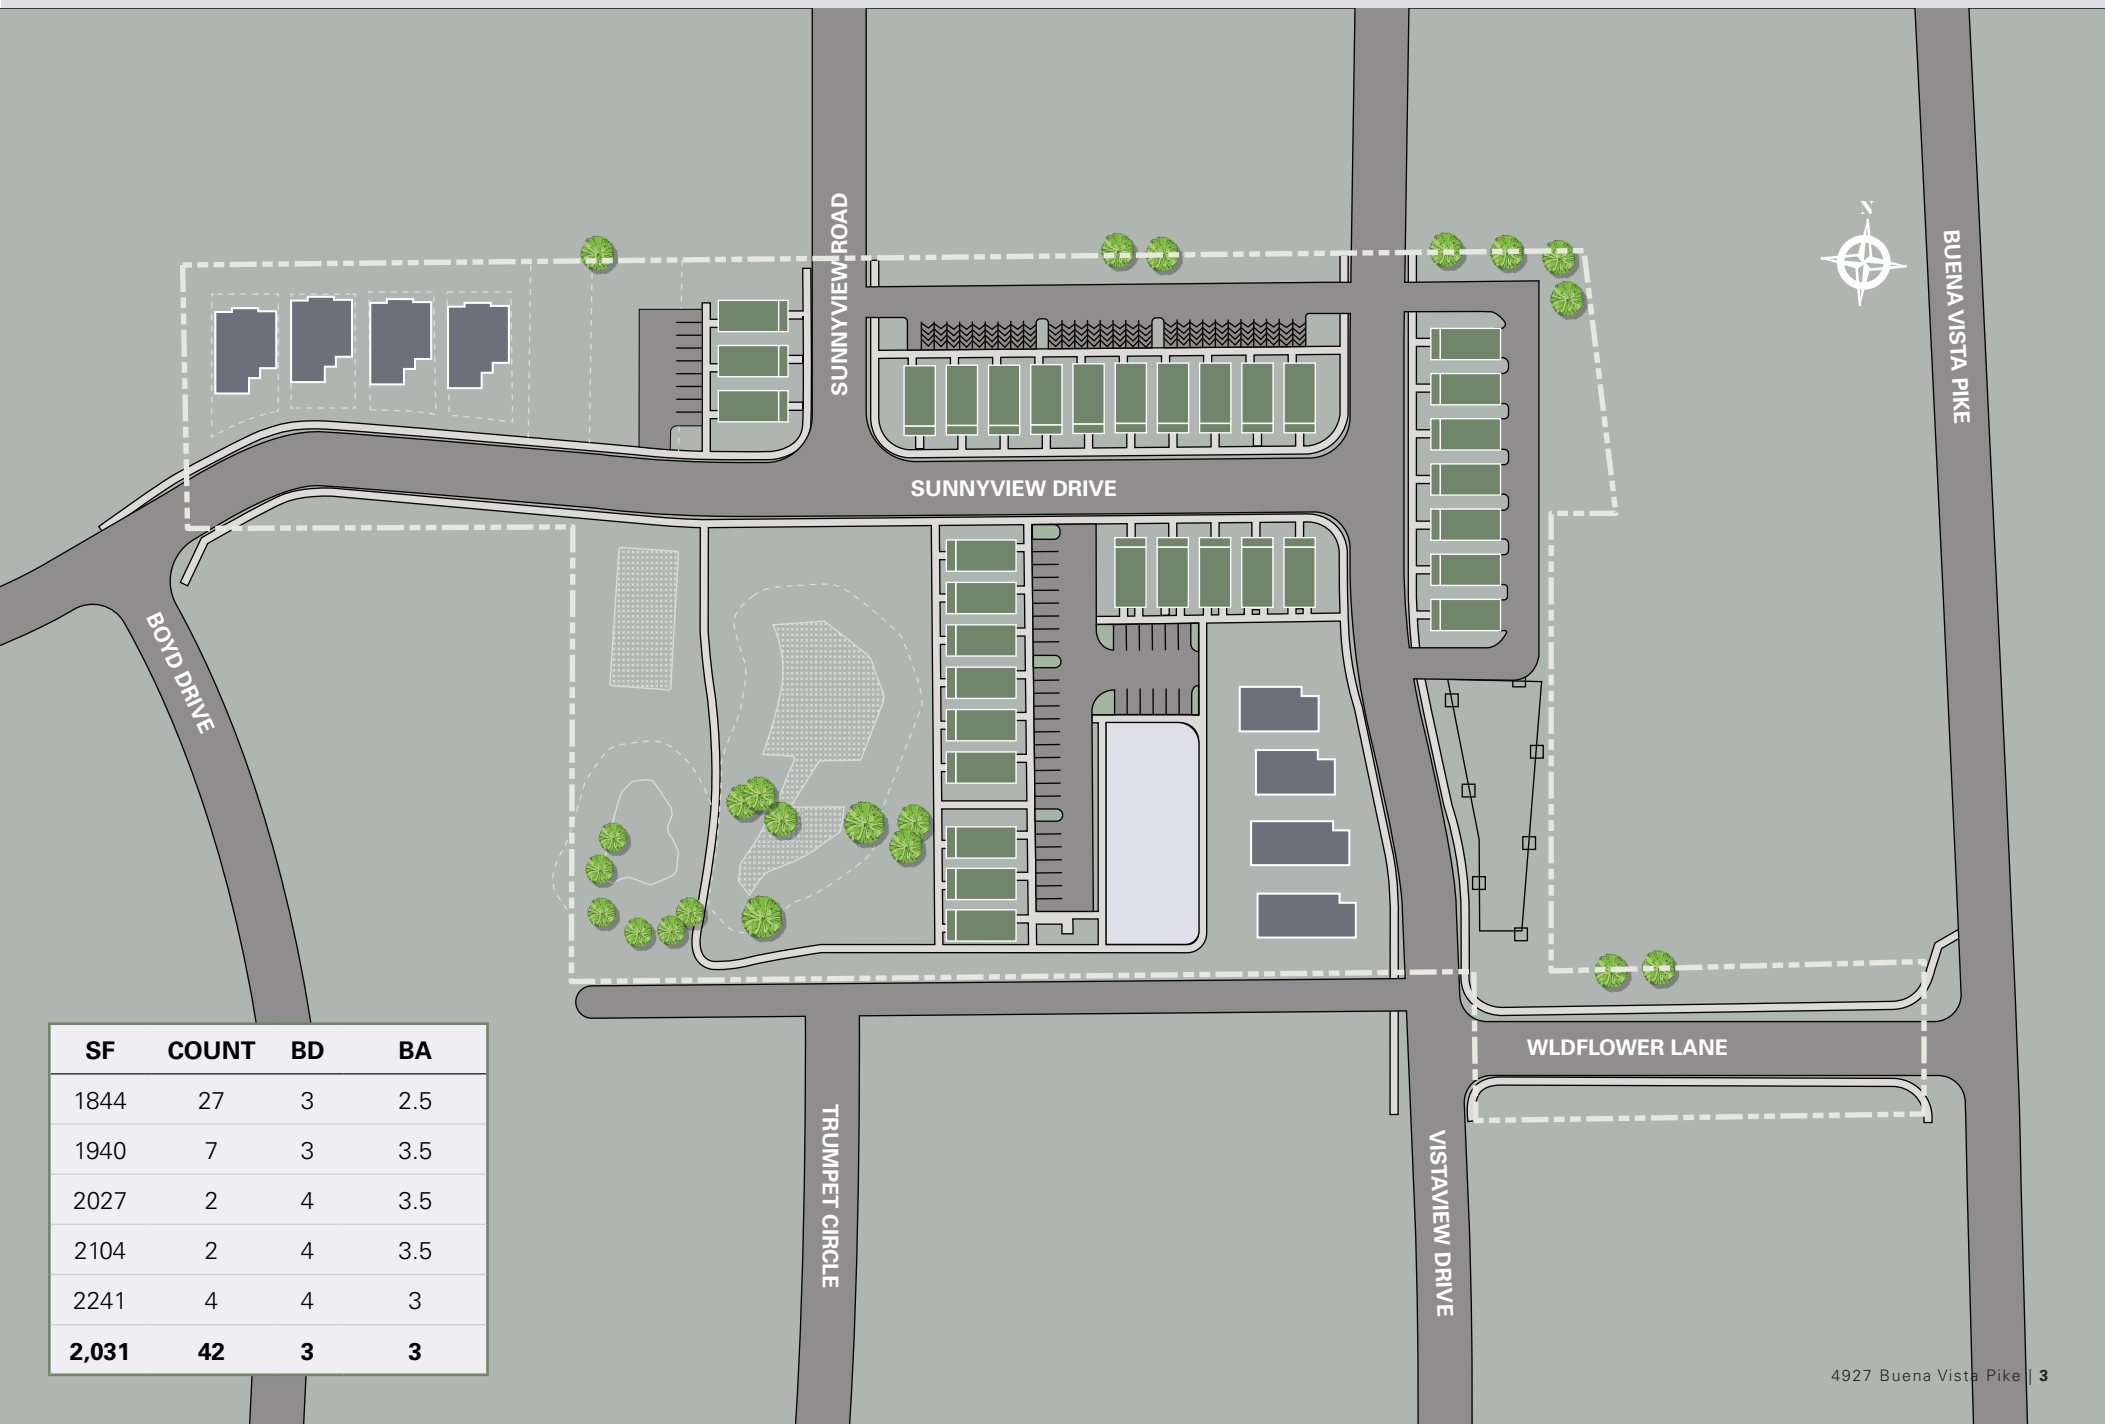 N
SUNNYVIEW ROAD
BUENA VISTA PIKE
SUNNYVIEW DRIVE
BOYD DRIVE
WLDFLOWER LANE
TRUMPET CIRCLE
VISTAVIEW DRIVE
SF COUNT BD BA
1844 27 3 2.5
1940 7 3 3.5
2027 2 4 3.5
2104 2 4 3.5
2241 4 4 3
2,031 42 3 3
4927 Buena Vista Pike | 3